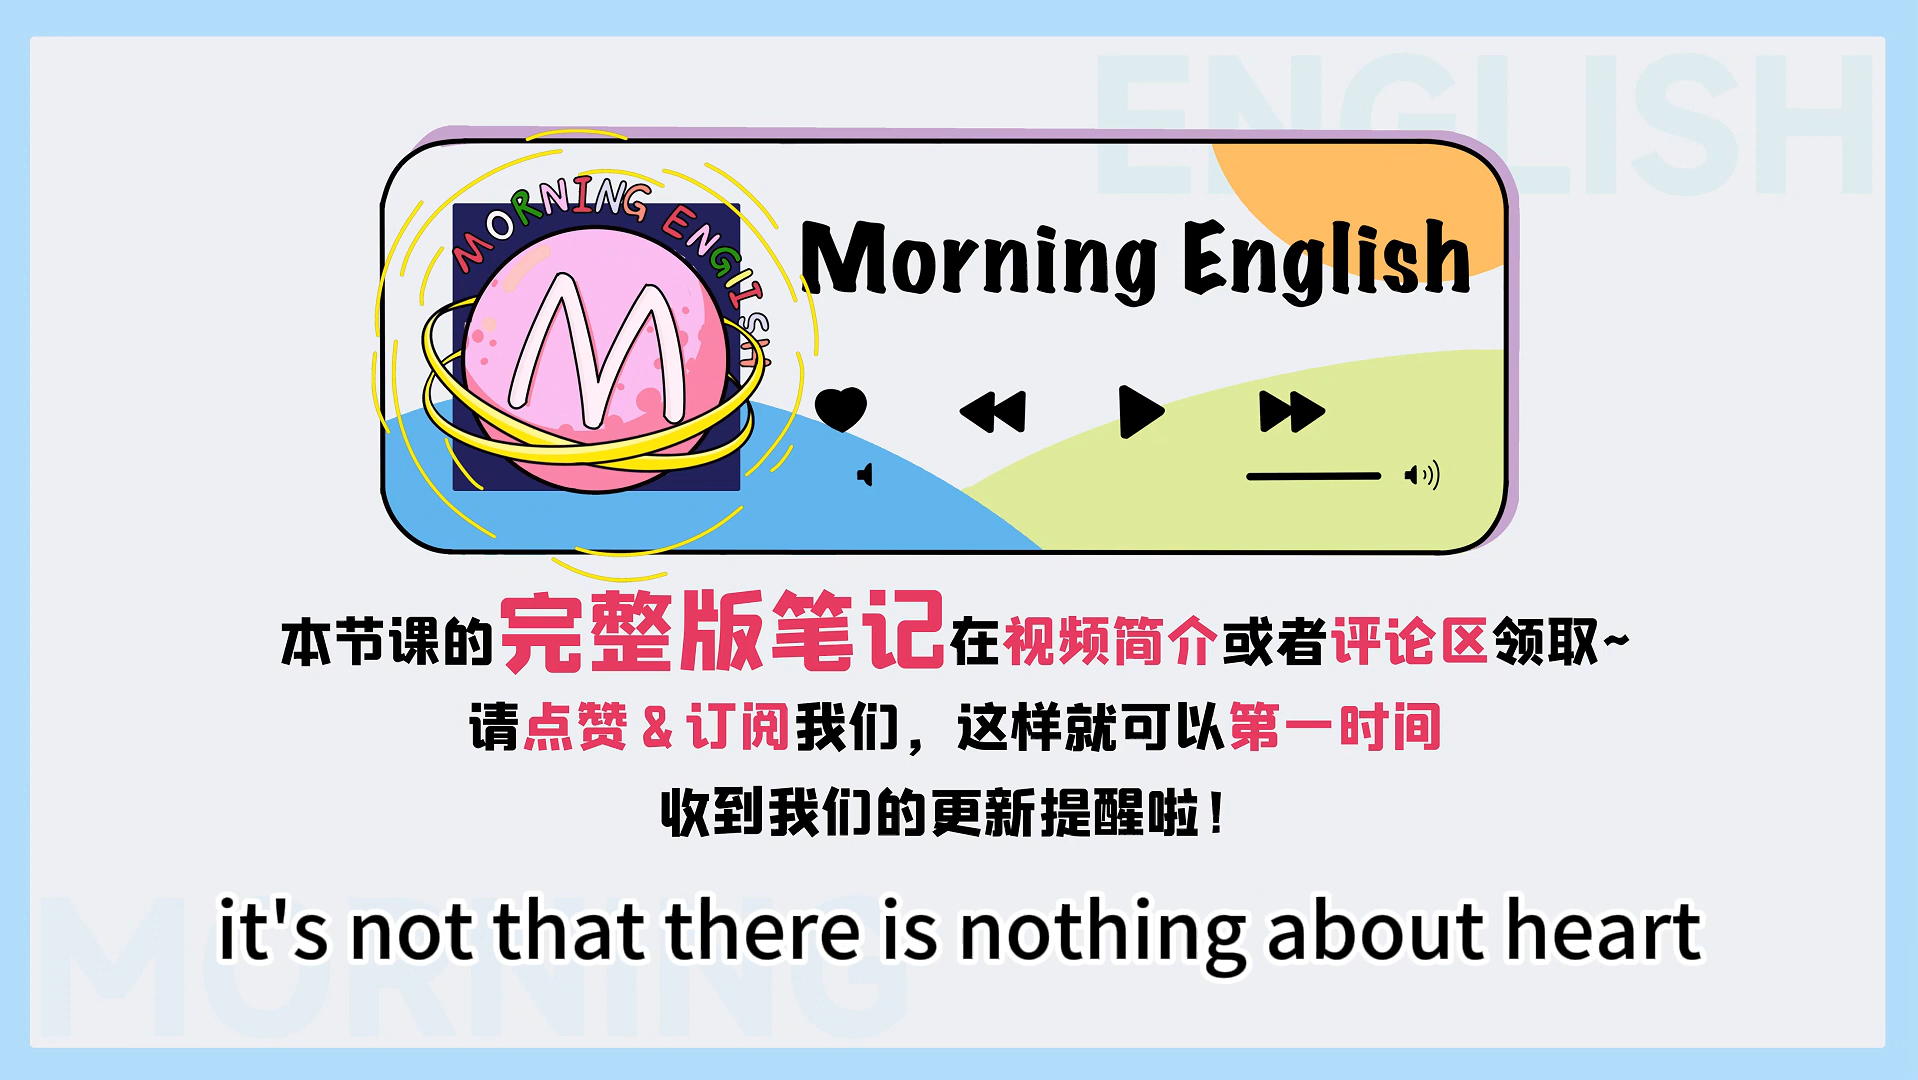 ENGLISH
MORNING ENGLISH
M
Morning English
本节课的完整版笔记在视频简介或者评论区领取~
请点赞&订阅我们，这样就可以第一时间
收到我们的更新提醒啦！
it's not that there is nothing about heart
MORNING